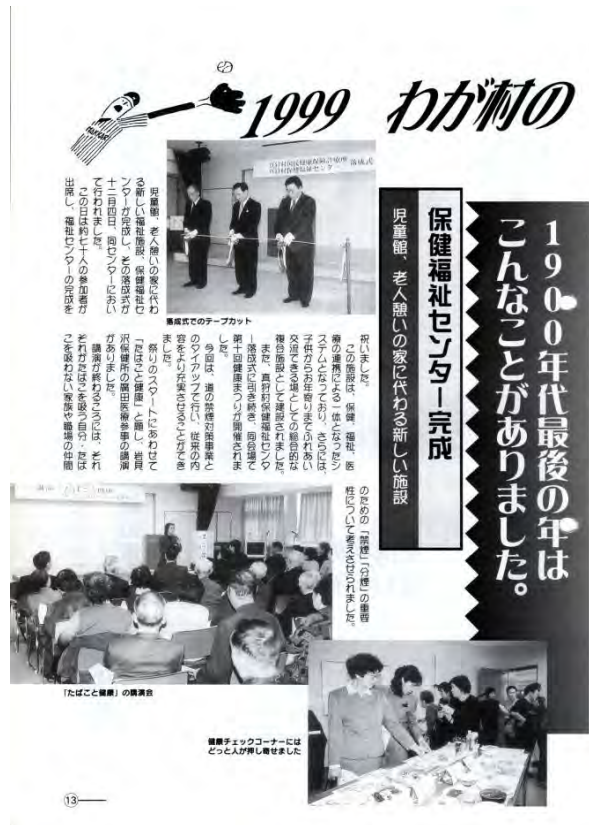 1999 わが村の
1900年代最後の年は
こんなことがありました。
保健福祉センター完成
児童館、老人憩いの家に代わる新しい施設
落成式
落成式でのテープカット
児童館、老人憩いの家に代わ
る新しい福祉施設、保健福祉セ
ンターが完成し、その落成式が
十二月四日、同センターにおい
て行われました。
この日は約七十人の参加者が
出席し、福祉センターの完成を
祝いました。
この施設は、保健、福祉、医
療の連携による一体となったシ
ステムとなっており、さらには、
子供からお年寄りまでふれあい
交流できる場としての総合的な
複合施設として建設されました。
また、真狩村保健福祉センタ
ー落成式に引き続き、同会場で
第十回健康まつりが開催されま
した。
今回は、道の禁煙対策事業と
のタイアップで行い、従来の内
容をより充実させることができ
ました。
祭りのスタートにあわせて
「たばこと健康」と題し、岩見
沢保健所の廣田医療参事の講演
がありました。
講演が終わるころには、それ
ぞれがたばこを吸う自分・たば
こを吸わない家族や職場の仲間
のための「禁煙」「分煙」の重要
性について考えさせられました。
「たばこと健康」の講演会
健康チェックコーナーには
どっと人が押し寄せました
13